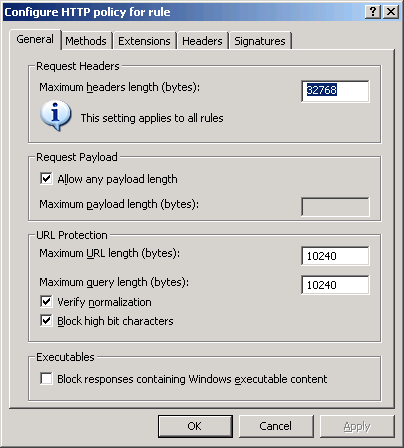 Configure HTTP policy for rule
General Methods Extensions Headers Signatures
Request Headers
Maximum headers length (bytes): 32768
This setting applies to all rules
Request Payload
Allow any payload length
Maximum payload length (bytes):
URL Protection
Maximum URL length (bytes): 10240
Maximum query length (bytes): 10240
Verify normalization
Block high bit characters
Executables
Block responses containing Windows executable content
OK Cancel Apply